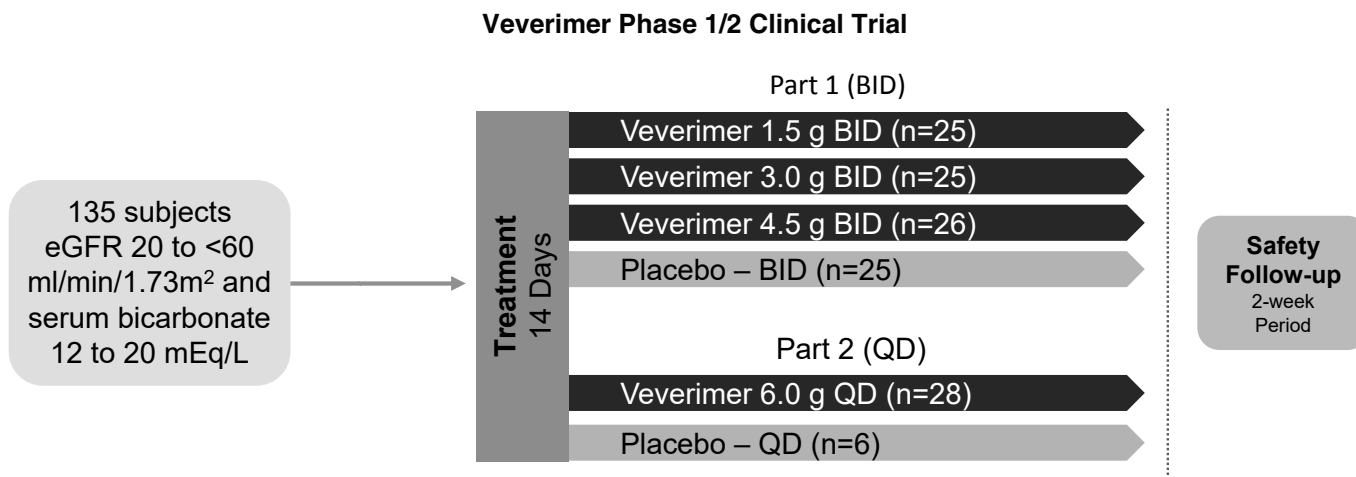 Veverimer Phase 1/2 Clinical Trial
Part 1 (BID)
Veverimer 1.5 g BID (n=25)
Veverimer 3.0 g BID (n=25)
Veverimer 4.5 g BID (n=26)
Placebo – BID (n=25)
135 subjects
eGFR 20 to <60
ml/min/1.73m² and
serum bicarbonate
12 to 20 mEq/L
Treatment
14 Days
Part 2 (QD)
Veverimer 6.0 g QD (n=28)
Placebo – QD (n=6)
Safety
Follow-up
2-week
Period